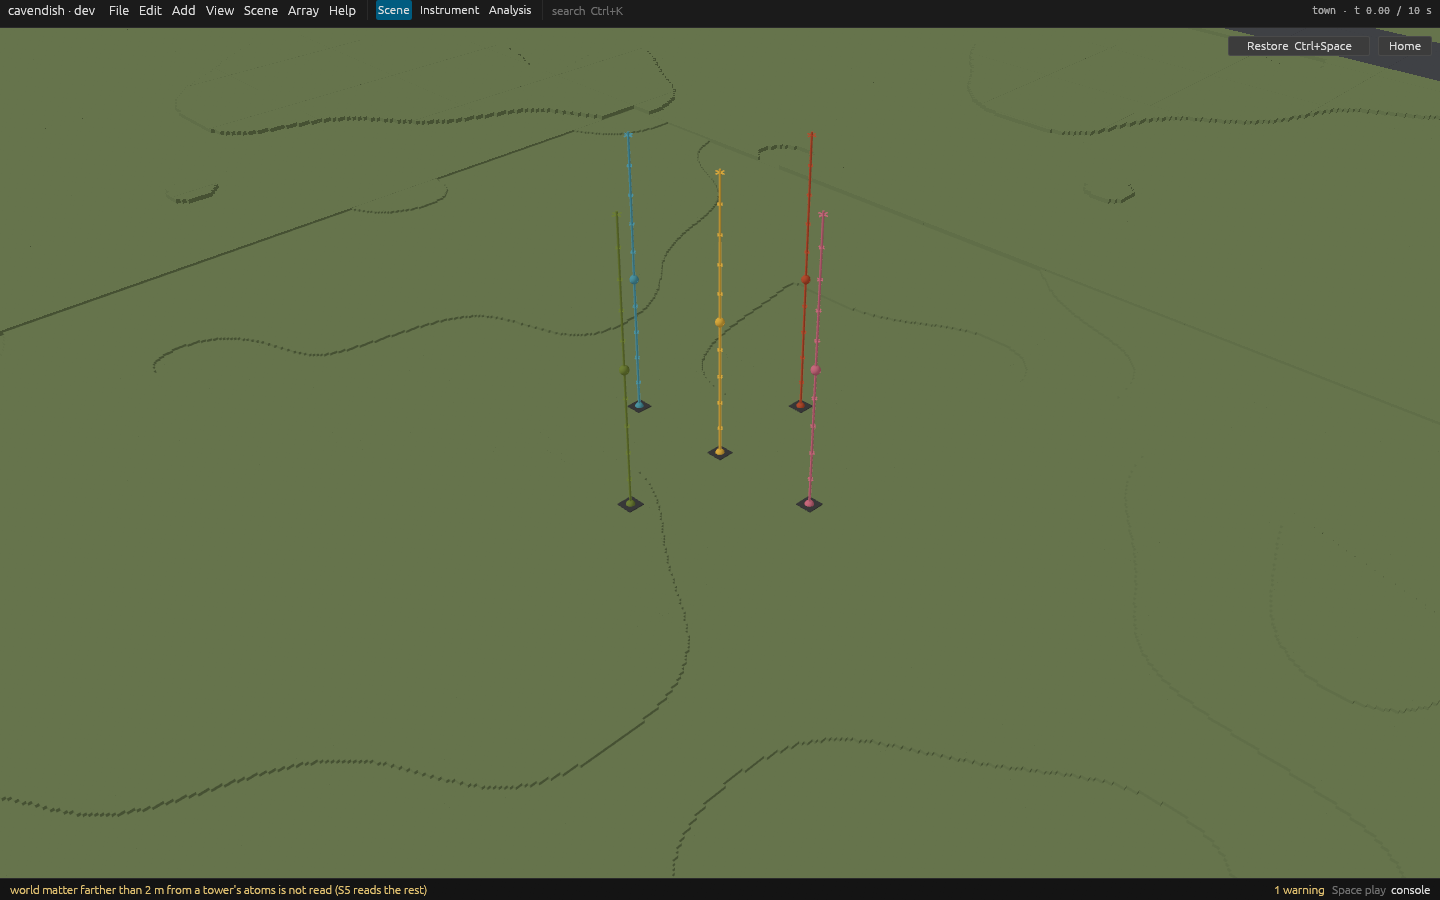 cavendish · dev File Edit Add View Scene Array Help Scene Instrument Analysis search Ctrl+K town · t 0.00 / 10 s
Restore Ctrl+Space Home
world matter farther than 2 m from a tower's atoms is not read (S5 reads the rest) 1 warning Space play console